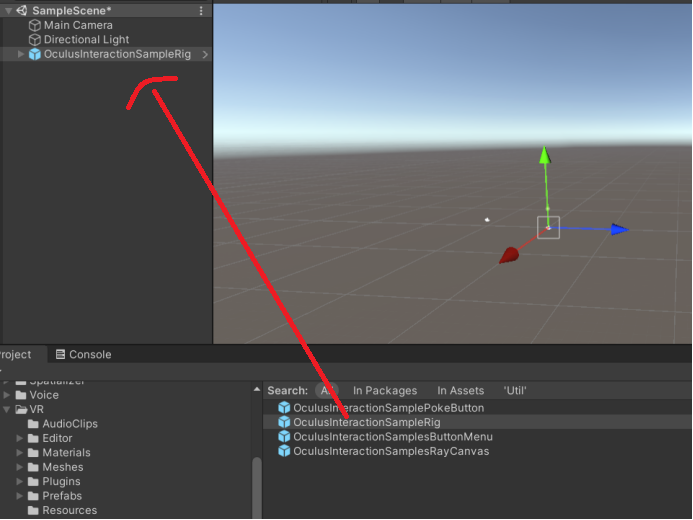 SampleScene*
Main Camera
Directional Light
OculusInteractionSampleRig
roject Console
Voice
VR
AudioClips
Editor
Materials
Meshes
Plugins
Prefabs
Resources
Search: All In Packages In Assets 'Util'
OculusInteractionSamplePokeButton
OculusInteractionSampleRig
OculusInteractionSamplesButtonMenu
OculusInteractionSamplesRayCanvas